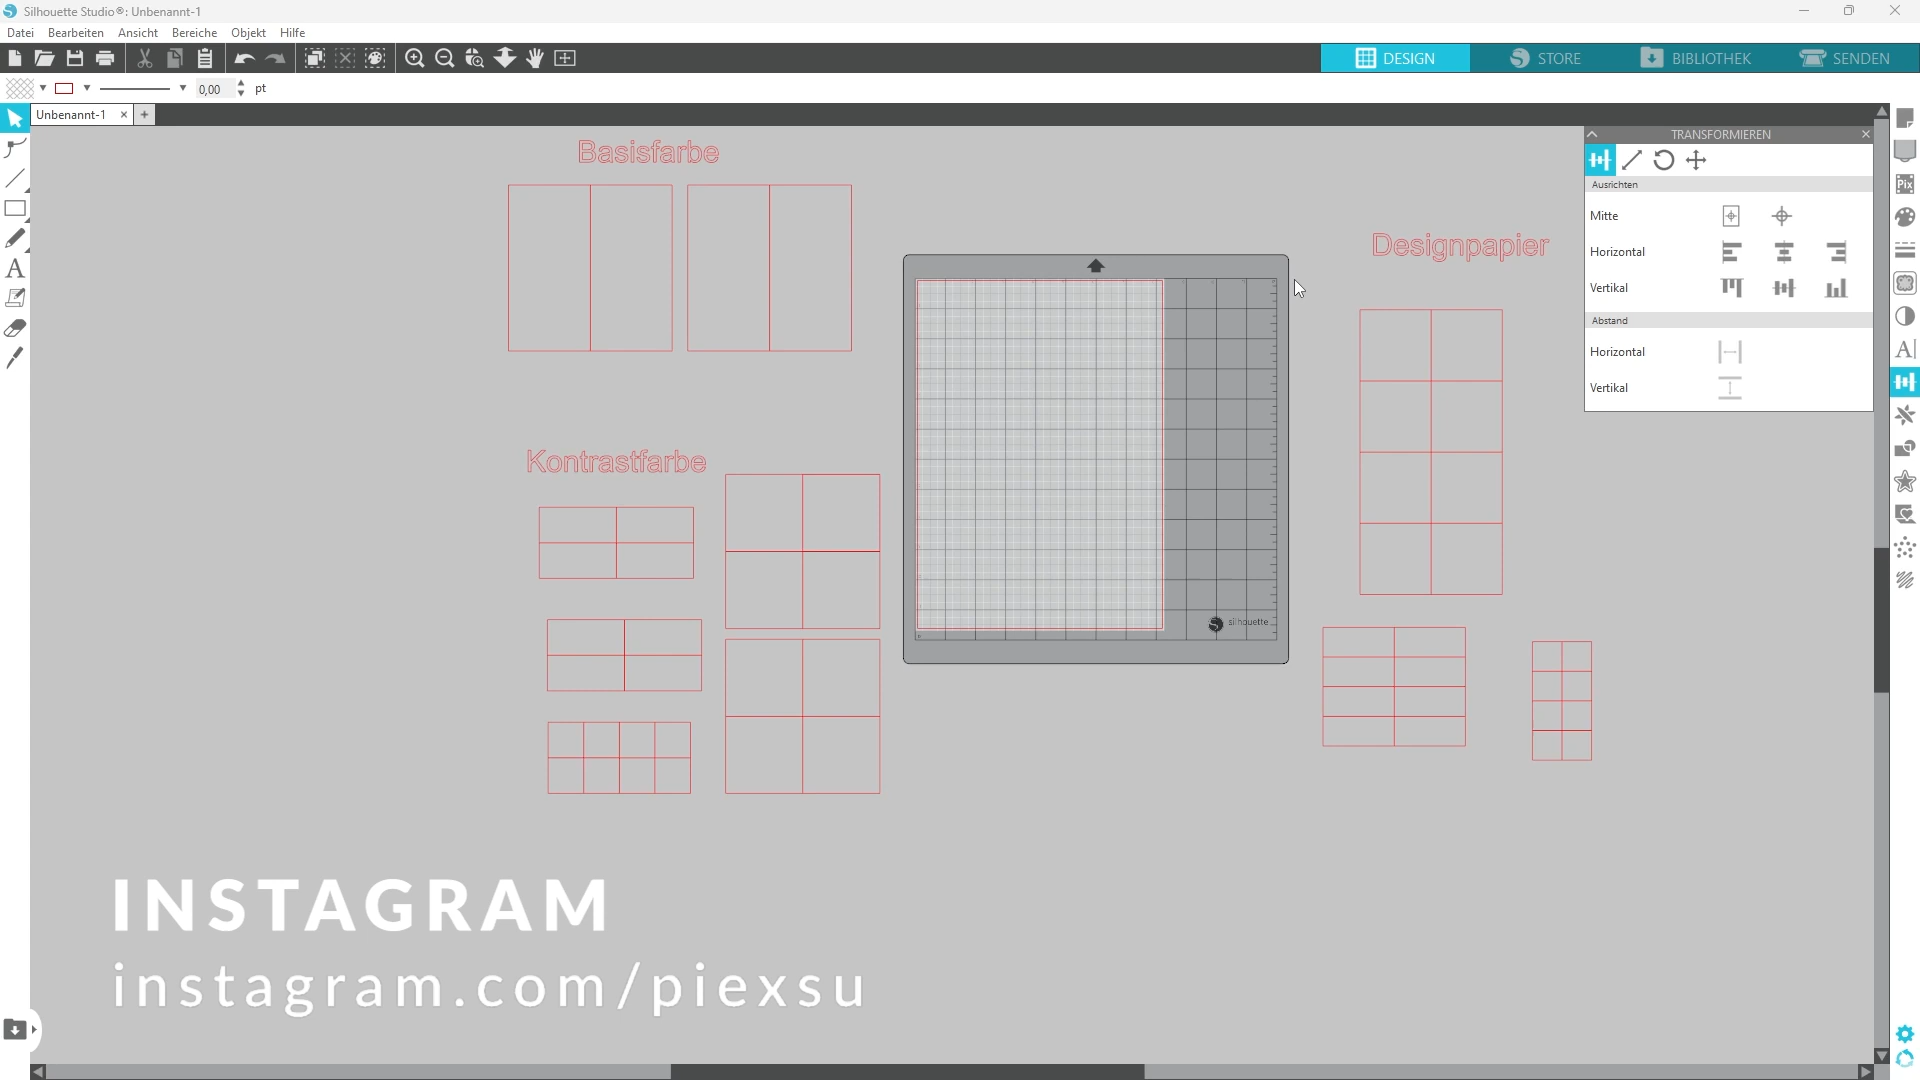 Silhouette Studio®: Unbenannt-1
Datei Bearbeiten Ansicht Bereiche Objekt Hilfe
DESIGN STORE BIBLIOTHEK SENDEN
0,00 pt
Unbenannt-1
TRANSFORMIEREN
Pix
Ausrichten
Mitte
Horizontal
Vertikal
Abstand
Horizontal
Vertikal
Basisfarbe
Designpapier
Kontrastfarbe
silhouette
INSTAGRAM
instagram.com/piexsu